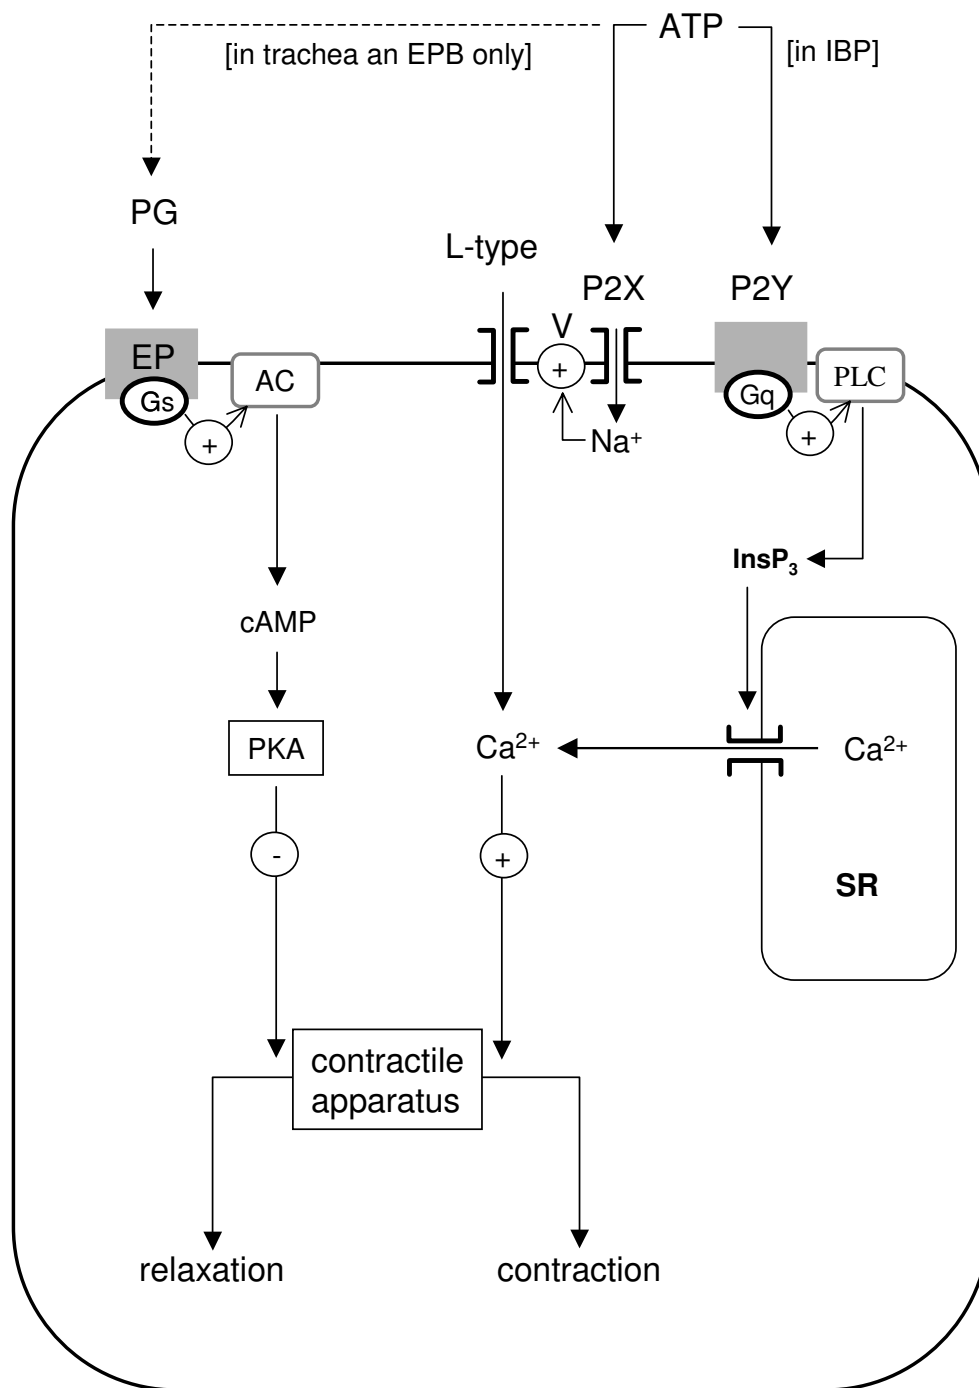 ATP
[in trachea an EPB only]
[in IBP]
PG
L-type
P2X
P2Y
V
EP
AC
+
PLC
Gs
Gq
+
+
Na⁺
InsP₃
cAMP
PKA
Ca²⁺
Ca²⁺
-
+
SR
contractile
apparatus
relaxation
contraction